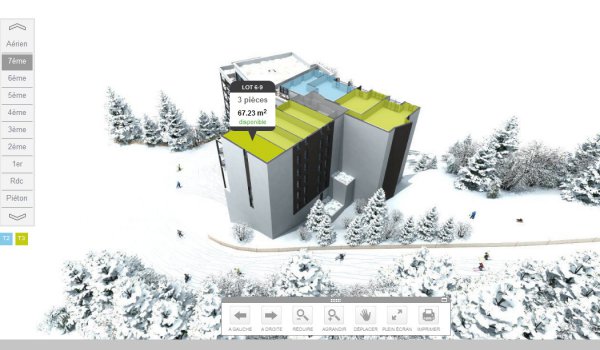 Aérien
7ème
6ème
5ème
4ème
3ème
2ème
1er
Rdc
Piéton
T2 T3
LOT 6-9
3 pièces
67.23 m²
disponible
A GAUCHE A DROITE REDUIRE AGRANDIR DÉPLACER PLEIN ÉCRAN IMPRIMER